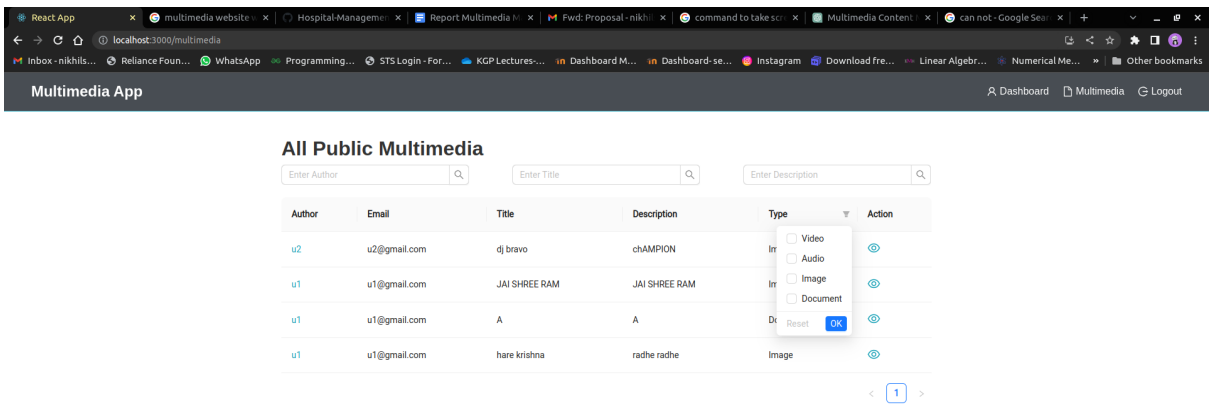 React App multimedia website w Hospital-Managemen Report Multimedia M Fwd: Proposal - nikhil command to take scre Multimedia Content can not - Google Sear
localhost:3000/multimedia
Inbox - nikhils... Reliance Foun... WhatsApp Programming... STS Login - For... KGP Lectures-... Dashboard M... Dashboard- se... Instagram Download fre... Linear Algebr... Numerical Me... » Other bookmarks
Multimedia App Dashboard Multimedia Logout
All Public Multimedia
Enter Author Enter Title Enter Description
Author Email Title Description Type Action
u2 u2@gmail.com dj bravo chAMPION Im
u1 u1@gmail.com JAI SHREE RAM JAI SHREE RAM Im
u1 u1@gmail.com A A
u1 u1@gmail.com hare krishna radhe radhe Image
Video
Audio
Image
Document
Reset OK
< 1 >